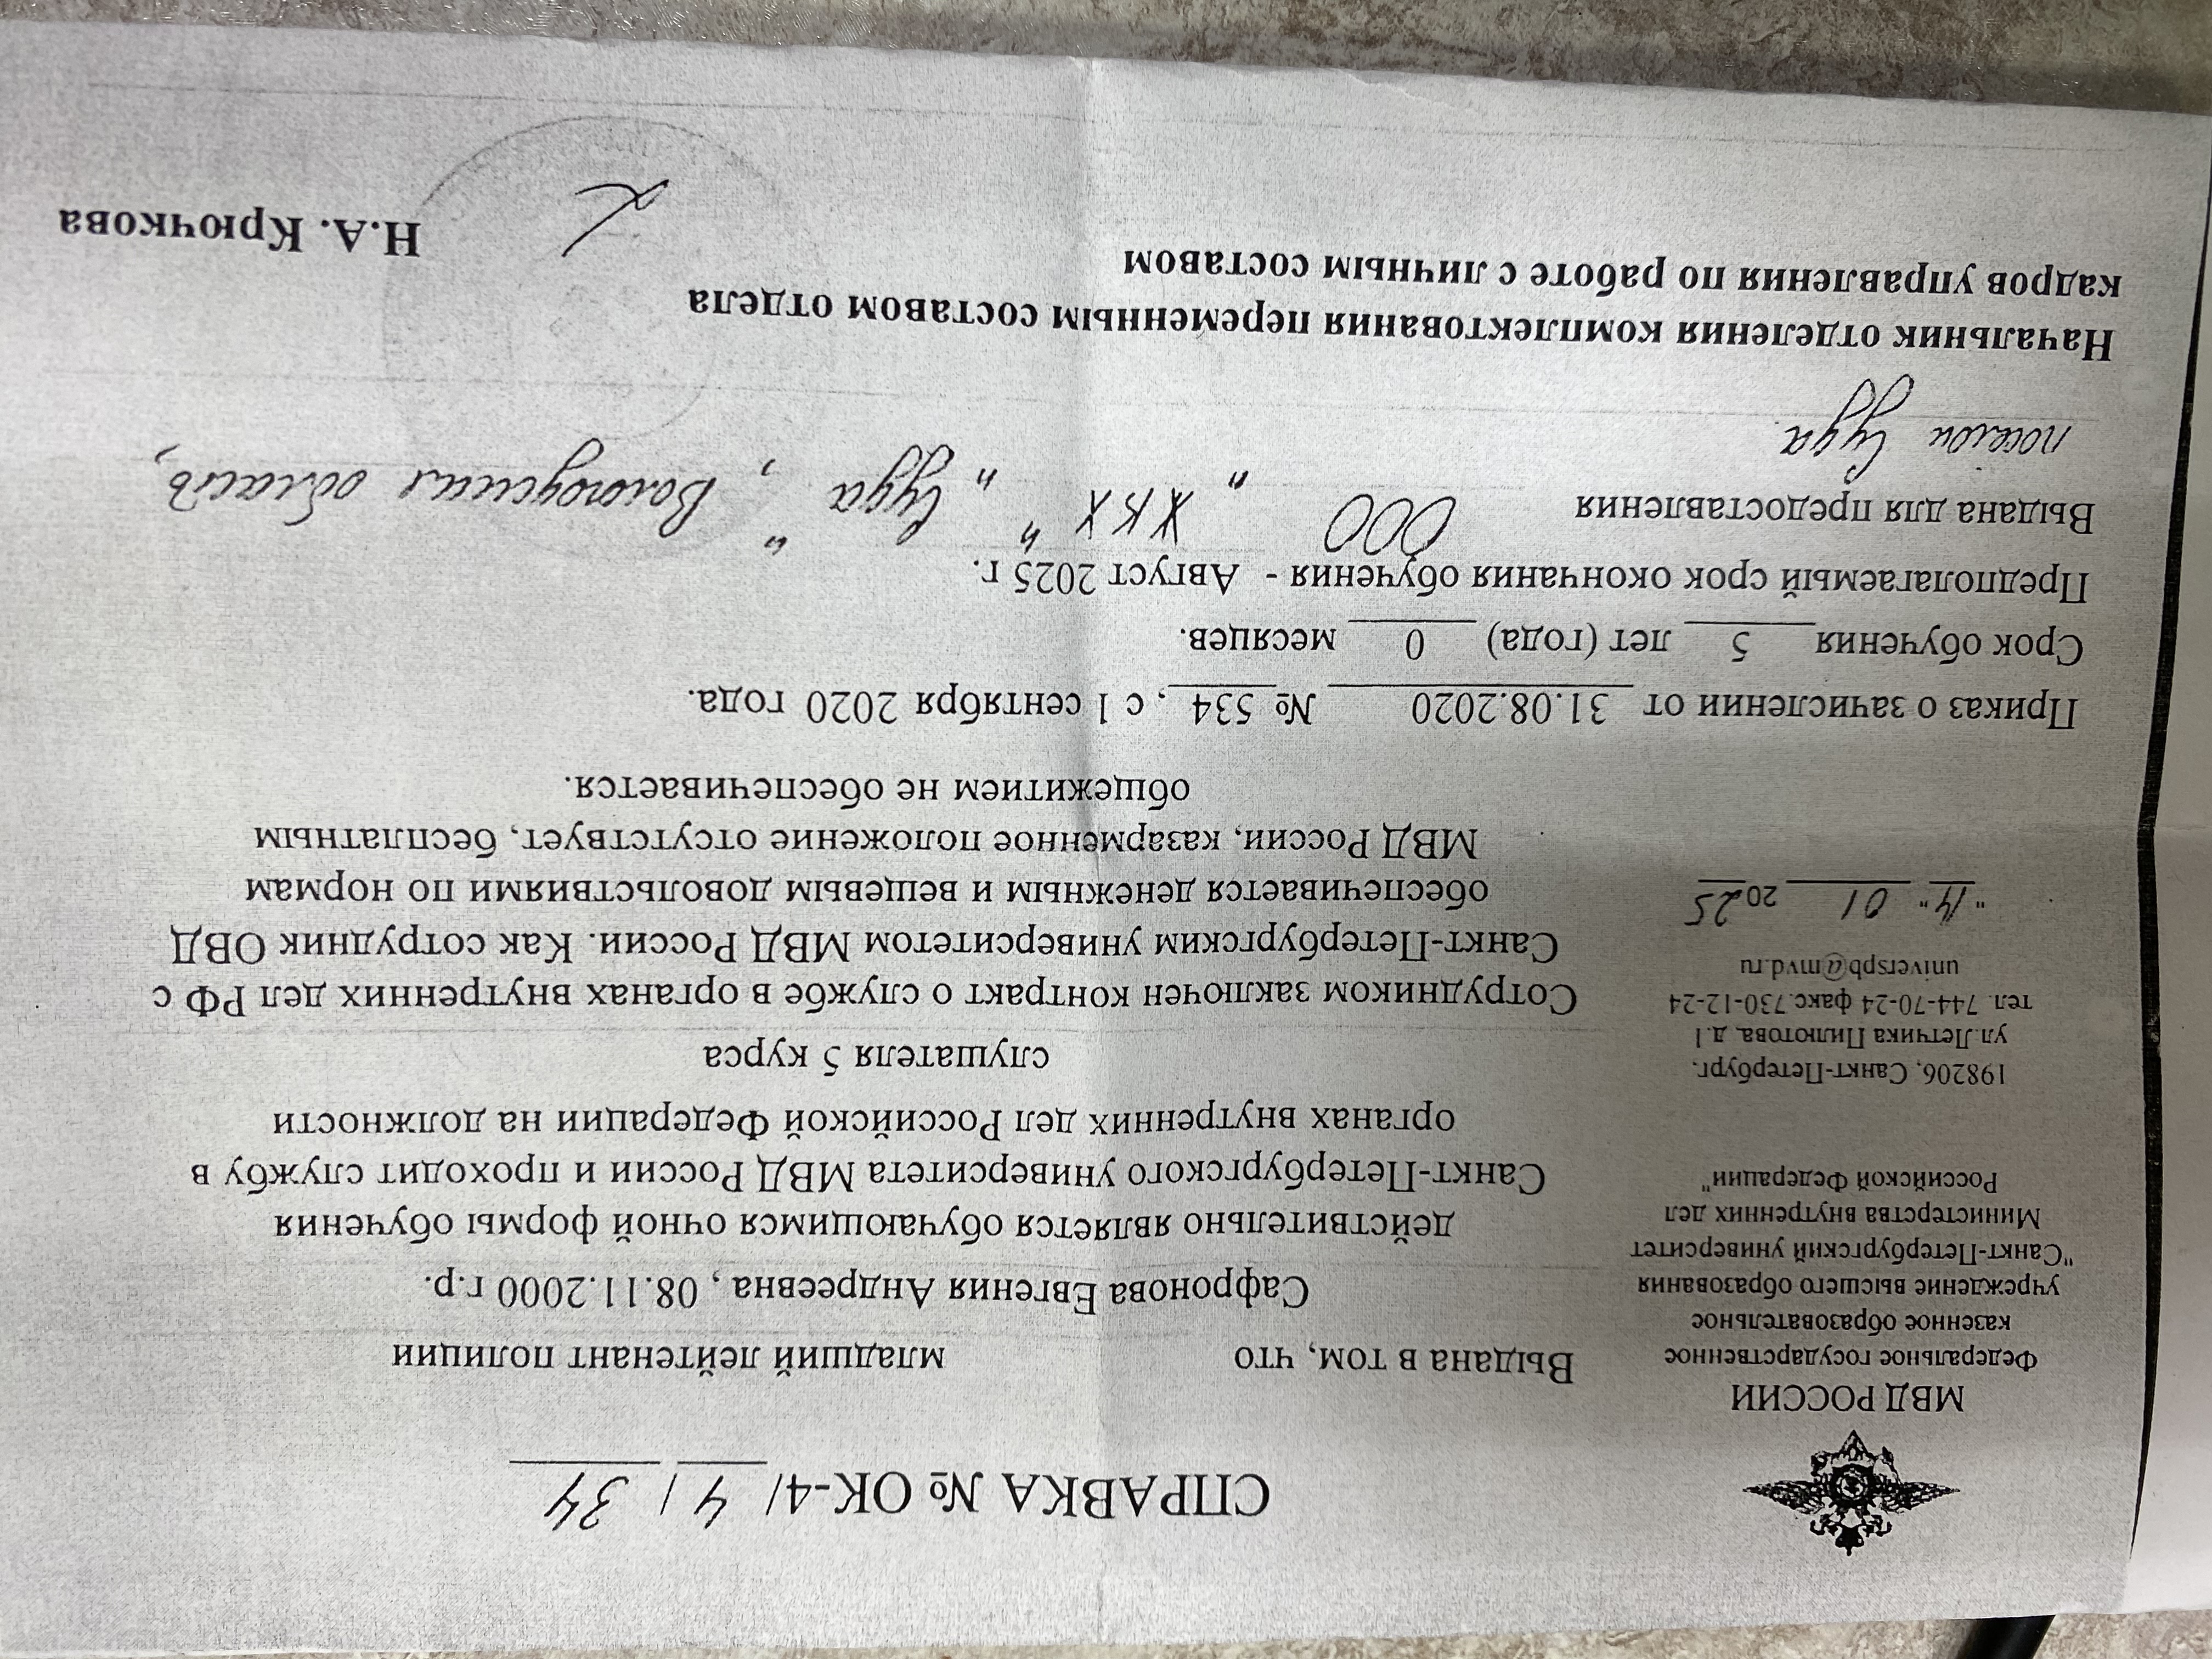 МВД РОССИИ
Федеральное государственное
казенное образовательное
учреждение высшего образования
"Санкт-Петербургский университет
Министерства внутренних дел
Российской Федерации"
198206, Санкт-Петербург,
ул.Летчика Пилютова, д.1
тел. 744-70-24 факс.730-12-24
universpb@mvd.ru
"14" 01 2025
СПРАВКА № ОК-4/ 4 / 34
Выдана в том, что младший лейтенант полиции
Сафронова Евгения Андреевна , 08.11.2000 г.р.
действительно является обучающимся очной формы обучения
Санкт-Петербургского университета МВД России и проходит службу в
органах внутренних дел Российской Федерации на должности
слушателя 5 курса
Сотрудником заключен контракт о службе в органах внутренних дел РФ с
Санкт-Петербургским университетом МВД России. Как сотрудник ОВД
обеспечивается денежным и вещевым довольствиями по нормам
МВД России, казарменное положение отсутствует, бесплатным
общежитием не обеспечивается.
Приказ о зачислении от 31.08.2020 № 534 , с 1 сентября 2020 года.
Срок обучения 5 лет (года) 0 месяцев.
Предполагаемый срок окончания обучения - Август 2025 г.
Выдана для предоставления ООО " ЖКХ " " Суда ", Вологодская область,
поселок Суда
Начальник отделения комплектования переменным составом отдела
кадров управления по работе с личным составом
Н.А. Крючкова